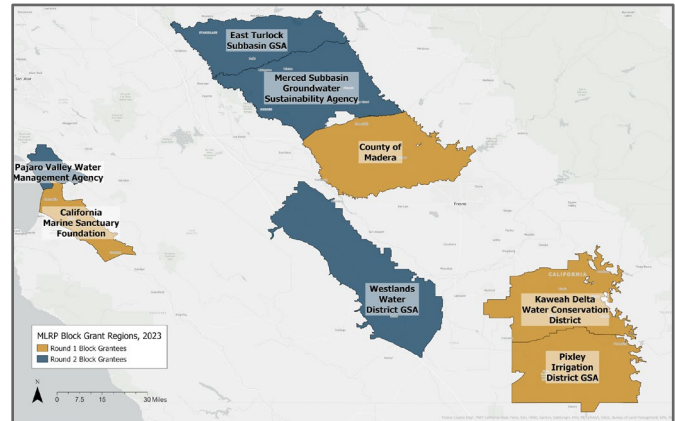 East Turlock
Subbasin GSA
Merced Subbasin
Groundwater
Sustainability Agency
County of
Madera
Pajaro Valley Water
Management Agency
California
Marine Sanctuary
Foundation
Fresno
Westlands
Water
District GSA
CALIFORNIA
Kaweah Delta
Water Conservation
District
Pixley
Irrigation
District GSA
MLRP Block Grant Regions, 2023
Round 1 Block Grantees
Round 2 Block Grantees
N
0 7.5 15 30 Miles